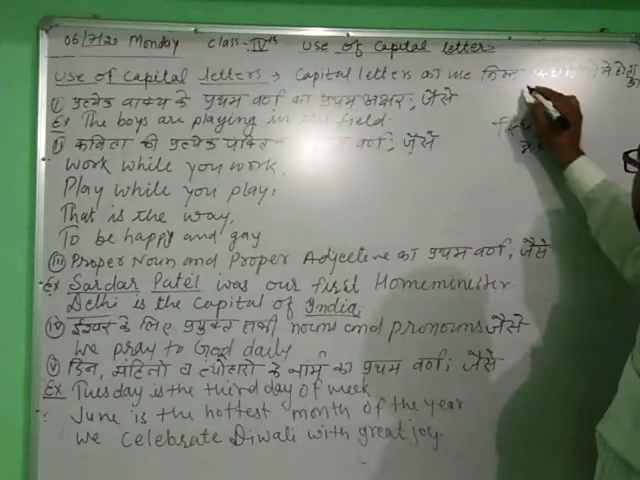 06/7/20 Monday Class-IVth Use of Capital letters
Use of Capital letters → Capital letters का use निम्न
(i) प्रत्येक वाक्य के प्रथम वर्ण का प्रथम अक्षर; जैसे
Ex The boys are playing in the field.
(ii) कविता की प्रत्येक पंक्ति वर्ण; जैसे
Work while you work.
Play while you play,
That is the way,
To be happy and gay
(iii) Proper Noun and Proper Adjective का प्रथम वर्ण; जैसे
Ex Sardar Patel was our first Homeminister.
Delhi is the Capital of India
(iv) ईश्वर के लिए प्रयुक्त सभी nouns and pronouns जैसे
We pray to God daily
(v) दिन, महिनो व त्यौहारो के नामों का प्रथम वर्ण; जैसे
Ex Tuesday is the third day of week
June is the hottest month of the year
We celebrate Diwali with great joy.